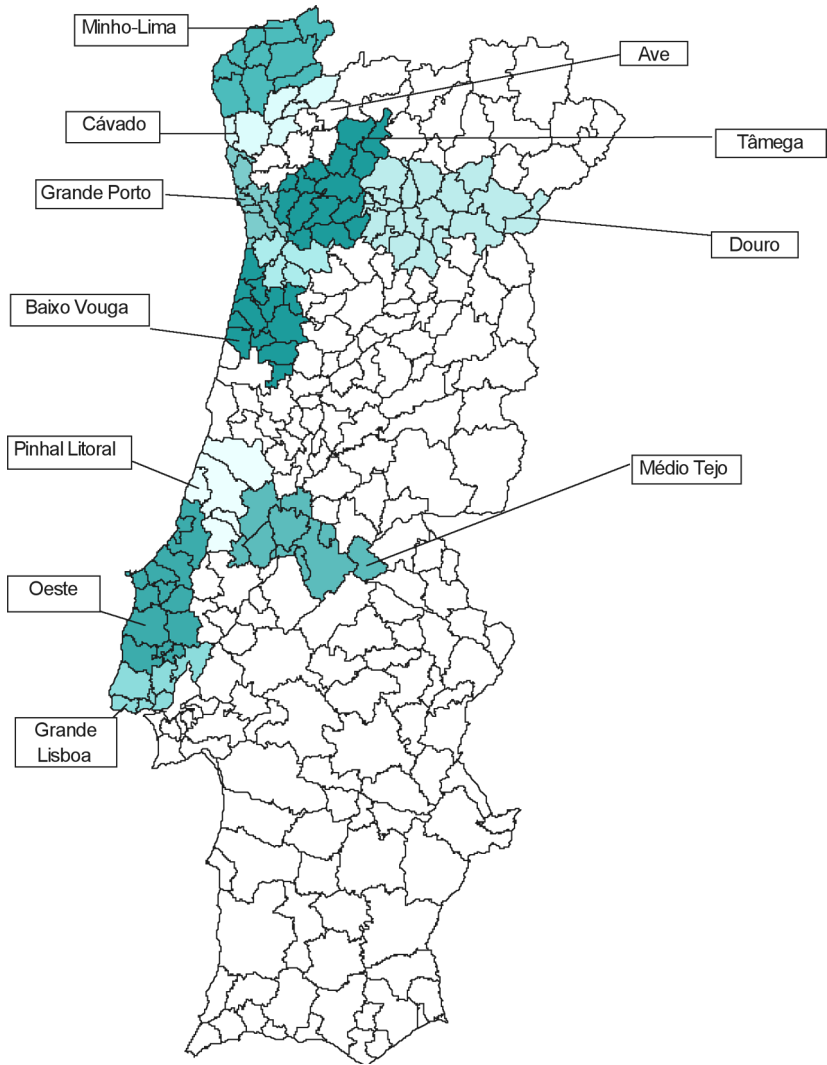 Minho-Lima
Ave
Cávado
Tâmega
Grande Porto
Douro
Baixo Vouga
Pinhal Litoral
Médio Tejo
Oeste
Grande
Lisboa